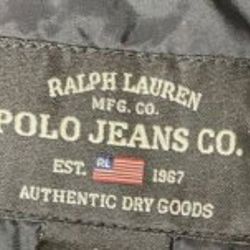 RALPH LAUREN
MFG. CO.
POLO JEANS CO.
EST. RL 1967
AUTHENTIC DRY GOODS